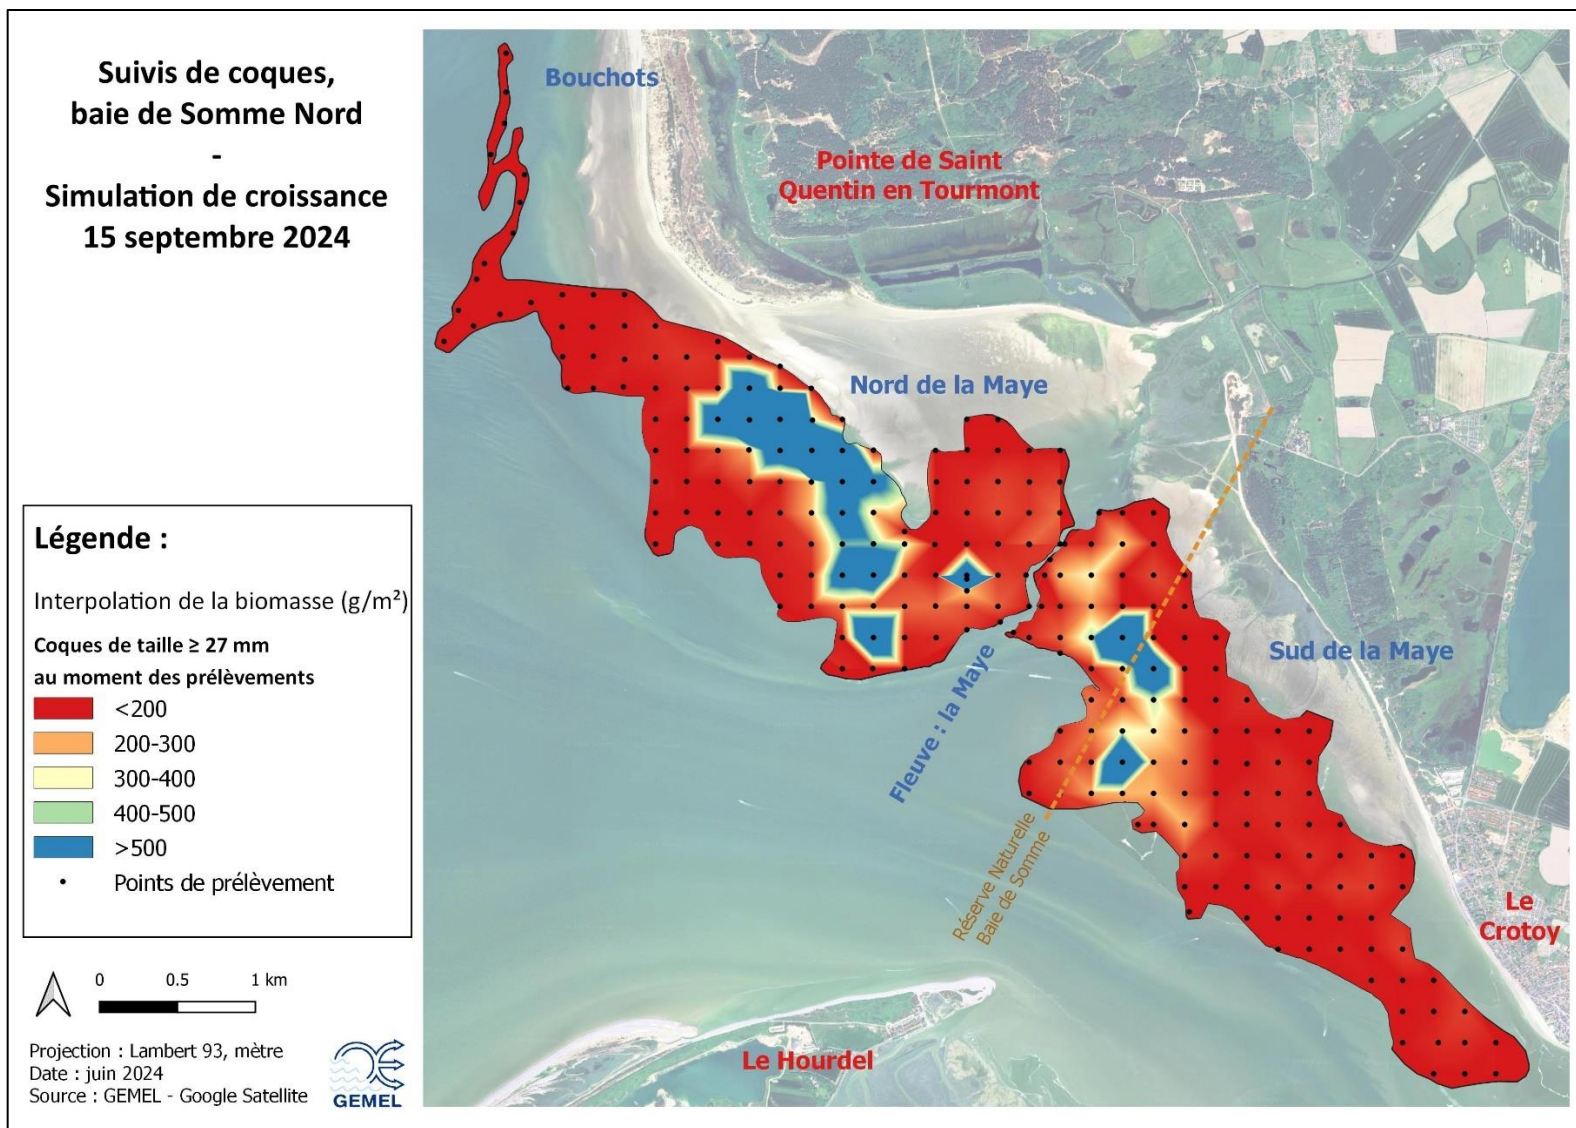 Suivis de coques,
baie de Somme Nord
-
Simulation de croissance
15 septembre 2024
Légende :
Interpolation de la biomasse (g/m²)
Coques de taille ≥ 27 mm
au moment des prélèvements
<200
200-300
300-400
400-500
>500
Points de prélèvement
0 0.5 1 km
Projection : Lambert 93, mètre
Date : juin 2024
Source : GEMEL - Google Satellite
GEMEL
Bouchots
Pointe de Saint
Quentin en Tourmont
Nord de la Maye
Sud de la Maye
Fleuve : la Maye
Réserve Naturelle
Baie de Somme
Le
Crotoy
Le Hourdel